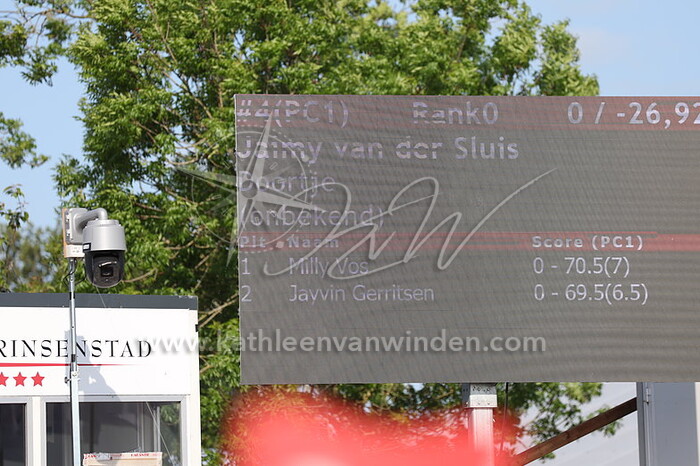 #4(PC1) Rank0 0 / -26,92
Jaimy van der Sluis
Boontje
(onbekend)
Plt. Naam Score (PC1)
1 Milly Vos 0 - 70.5(7)
2 Jayvin Gerritsen 0 - 69.5(6.5)
RINSENSTAD
www.kathleenvanwinden.com